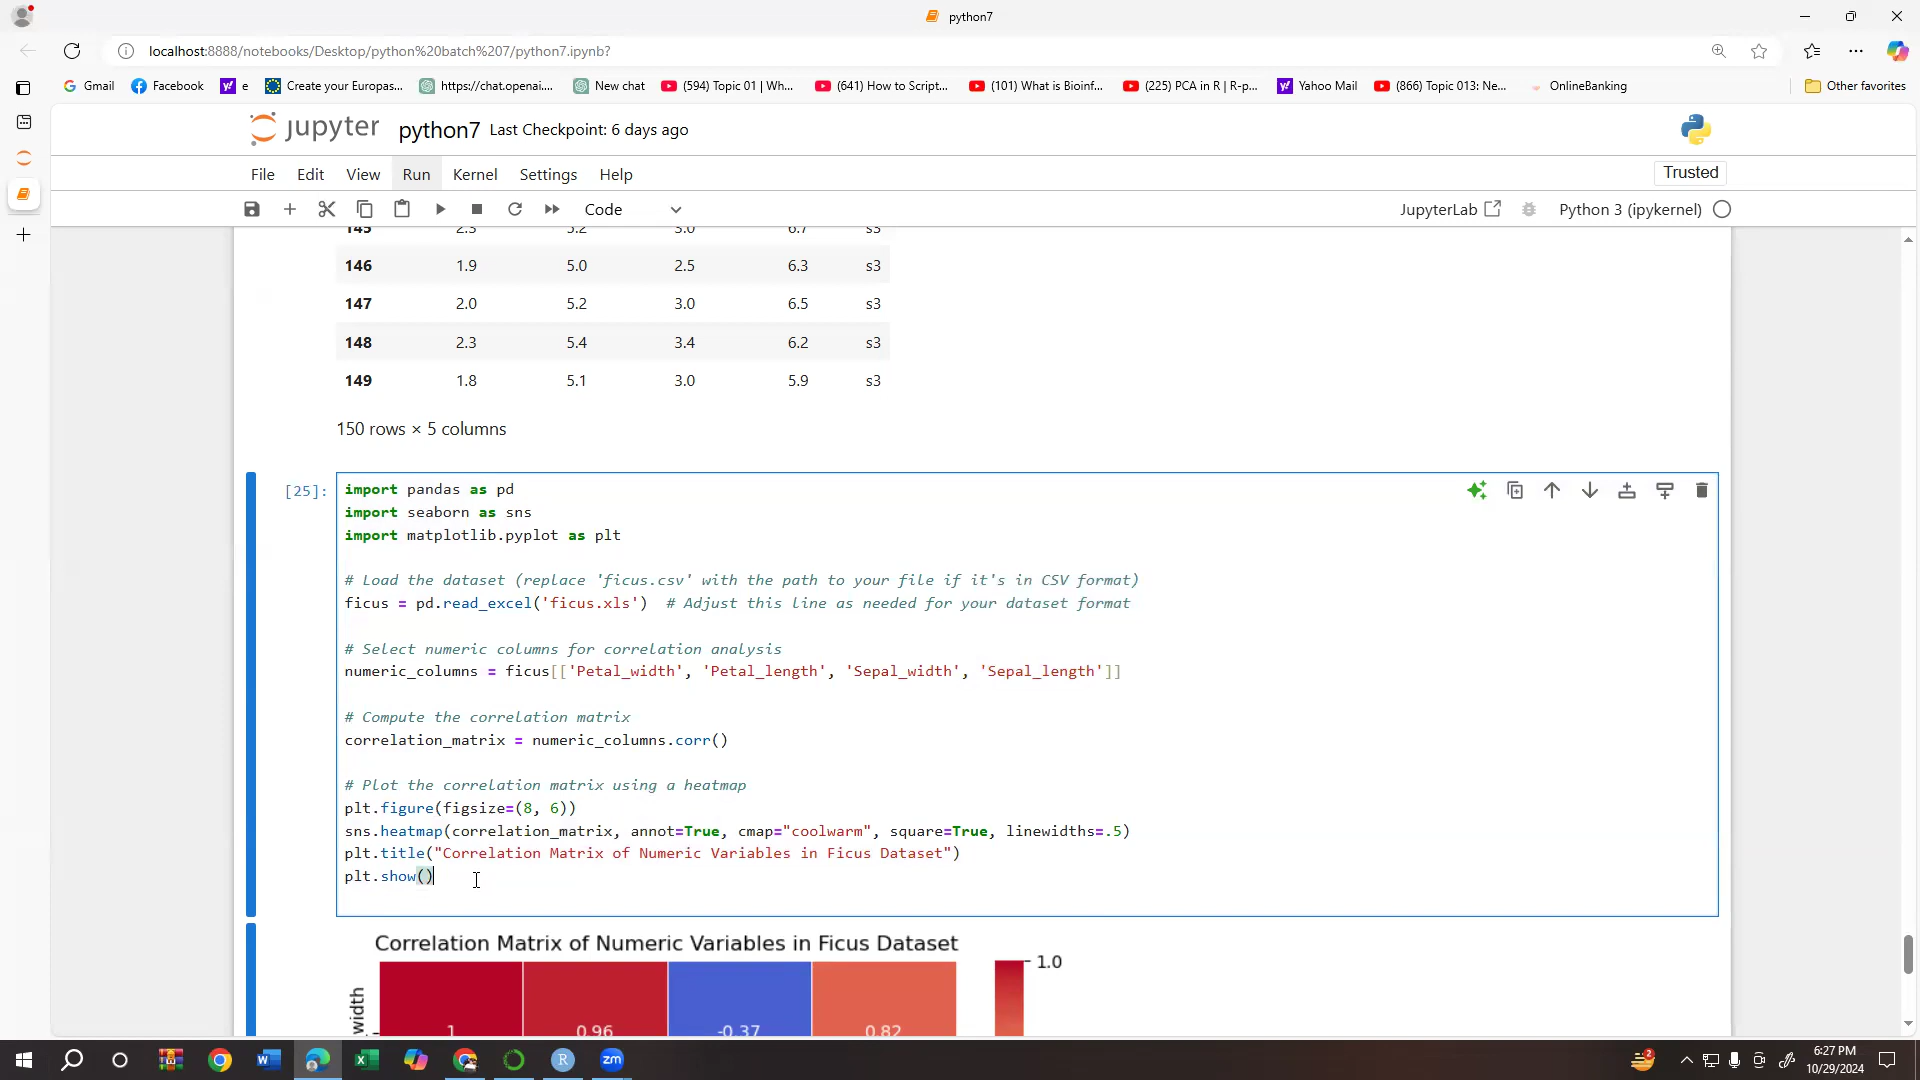 python7
localhost:8888/notebooks/Desktop/python%20batch%207/python7.ipynb?
Gmail Facebook e Create your Europas... https://chat.openai.... New chat (594) Topic 01 | Wh... (641) How to Script... (101) What is Bioinf... (225) PCA in R | R-p... Yahoo Mail (866) Topic 013: Ne... OnlineBanking Other favorites
jupyter python7 Last Checkpoint: 6 days ago
File Edit View Run Kernel Settings Help Trusted
Code JupyterLab Python 3 (ipykernel)
145 2.3 5.2 3.0 6.7 s3
146 1.9 5.0 2.5 6.3 s3
147 2.0 5.2 3.0 6.5 s3
148 2.3 5.4 3.4 6.2 s3
149 1.8 5.1 3.0 5.9 s3
150 rows × 5 columns
[25]: import pandas as pd
import seaborn as sns
import matplotlib.pyplot as plt
# Load the dataset (replace 'ficus.csv' with the path to your file if it's in CSV format)
ficus = pd.read_excel('ficus.xls') # Adjust this line as needed for your dataset format
# Select numeric columns for correlation analysis
numeric_columns = ficus[['Petal_width', 'Petal_length', 'Sepal_width', 'Sepal_length']]
# Compute the correlation matrix
correlation_matrix = numeric_columns.corr()
# Plot the correlation matrix using a heatmap
plt.figure(figsize=(8, 6))
sns.heatmap(correlation_matrix, annot=True, cmap="coolwarm", square=True, linewidths=.5)
plt.title("Correlation Matrix of Numeric Variables in Ficus Dataset")
plt.show()
Correlation Matrix of Numeric Variables in Ficus Dataset
1.0
width
1 0.96 -0.37 0.82
6:27 PM
10/29/2024